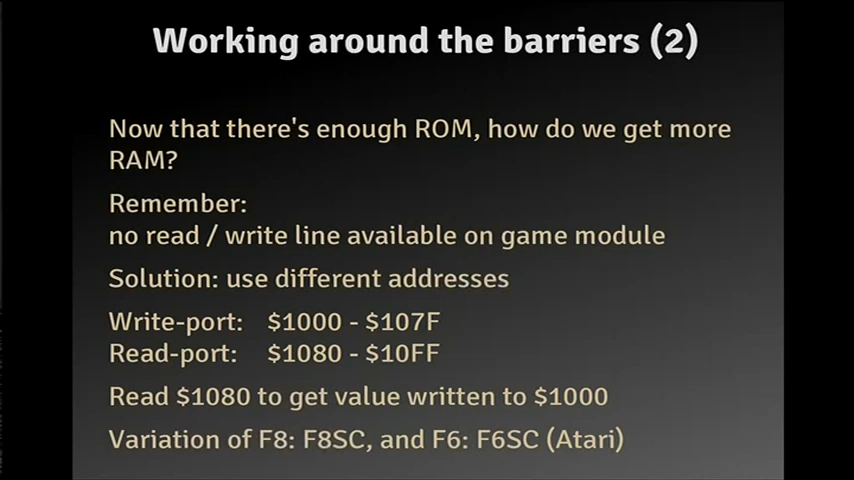 Working around the barriers (2)
Now that there's enough ROM, how do we get more
RAM?
Remember:
no read / write line available on game module
Solution: use different addresses
Write-port: $1000 - $107F
Read-port: $1080 - $10FF
Read $1080 to get value written to $1000
Variation of F8: F8SC, and F6: F6SC (Atari)